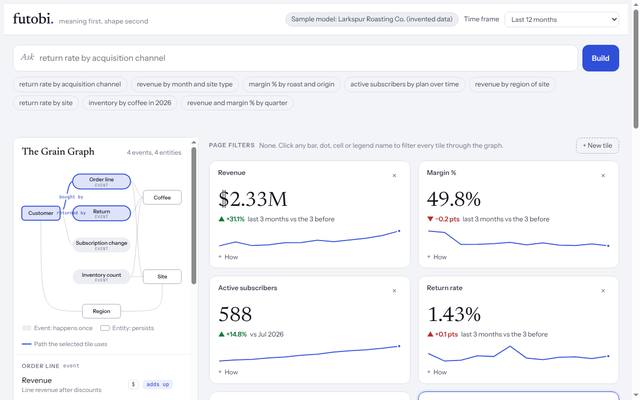 futobi. meaning first. shape second
Sample model: Larkspur Roasting Co. (invented data)
Time frame
Last 12 months
Ask return rate by acquisition channel
Build
return rate by acquisition channel
revenue by month and site type
margin % by roast and origin
active subscribers by plan over time
revenue by region of site
return rate by site
inventory by coffee in 2026
revenue and margin % by quarter
The Grain Graph
4 events, 4 entities
Order line
EVENT
bought by
Customer
returned by
Return
EVENT
Coffee
Subscription change
EVENT
Inventory count
EVENT
Site
Region
Event: happens once
Entity: persists
Path the selected tile uses
ORDER LINE event
Revenue
Line revenue after discounts
$
adds up
PAGE FILTERS None. Click any bar, dot, cell or legend name to filter every tile through the graph.
+ New tile
Revenue
×
$2.33M
▲ +31.1% last 3 months vs the 3 before
+ How
Margin %
×
49.8%
▼ −0.2 pts last 3 months vs the 3 before
+ How
Active subscribers
×
588
▲ +14.8% vs Jul 2026
+ How
Return rate
×
1.43%
▲ +0.1 pts last 3 months vs the 3 before
+ How